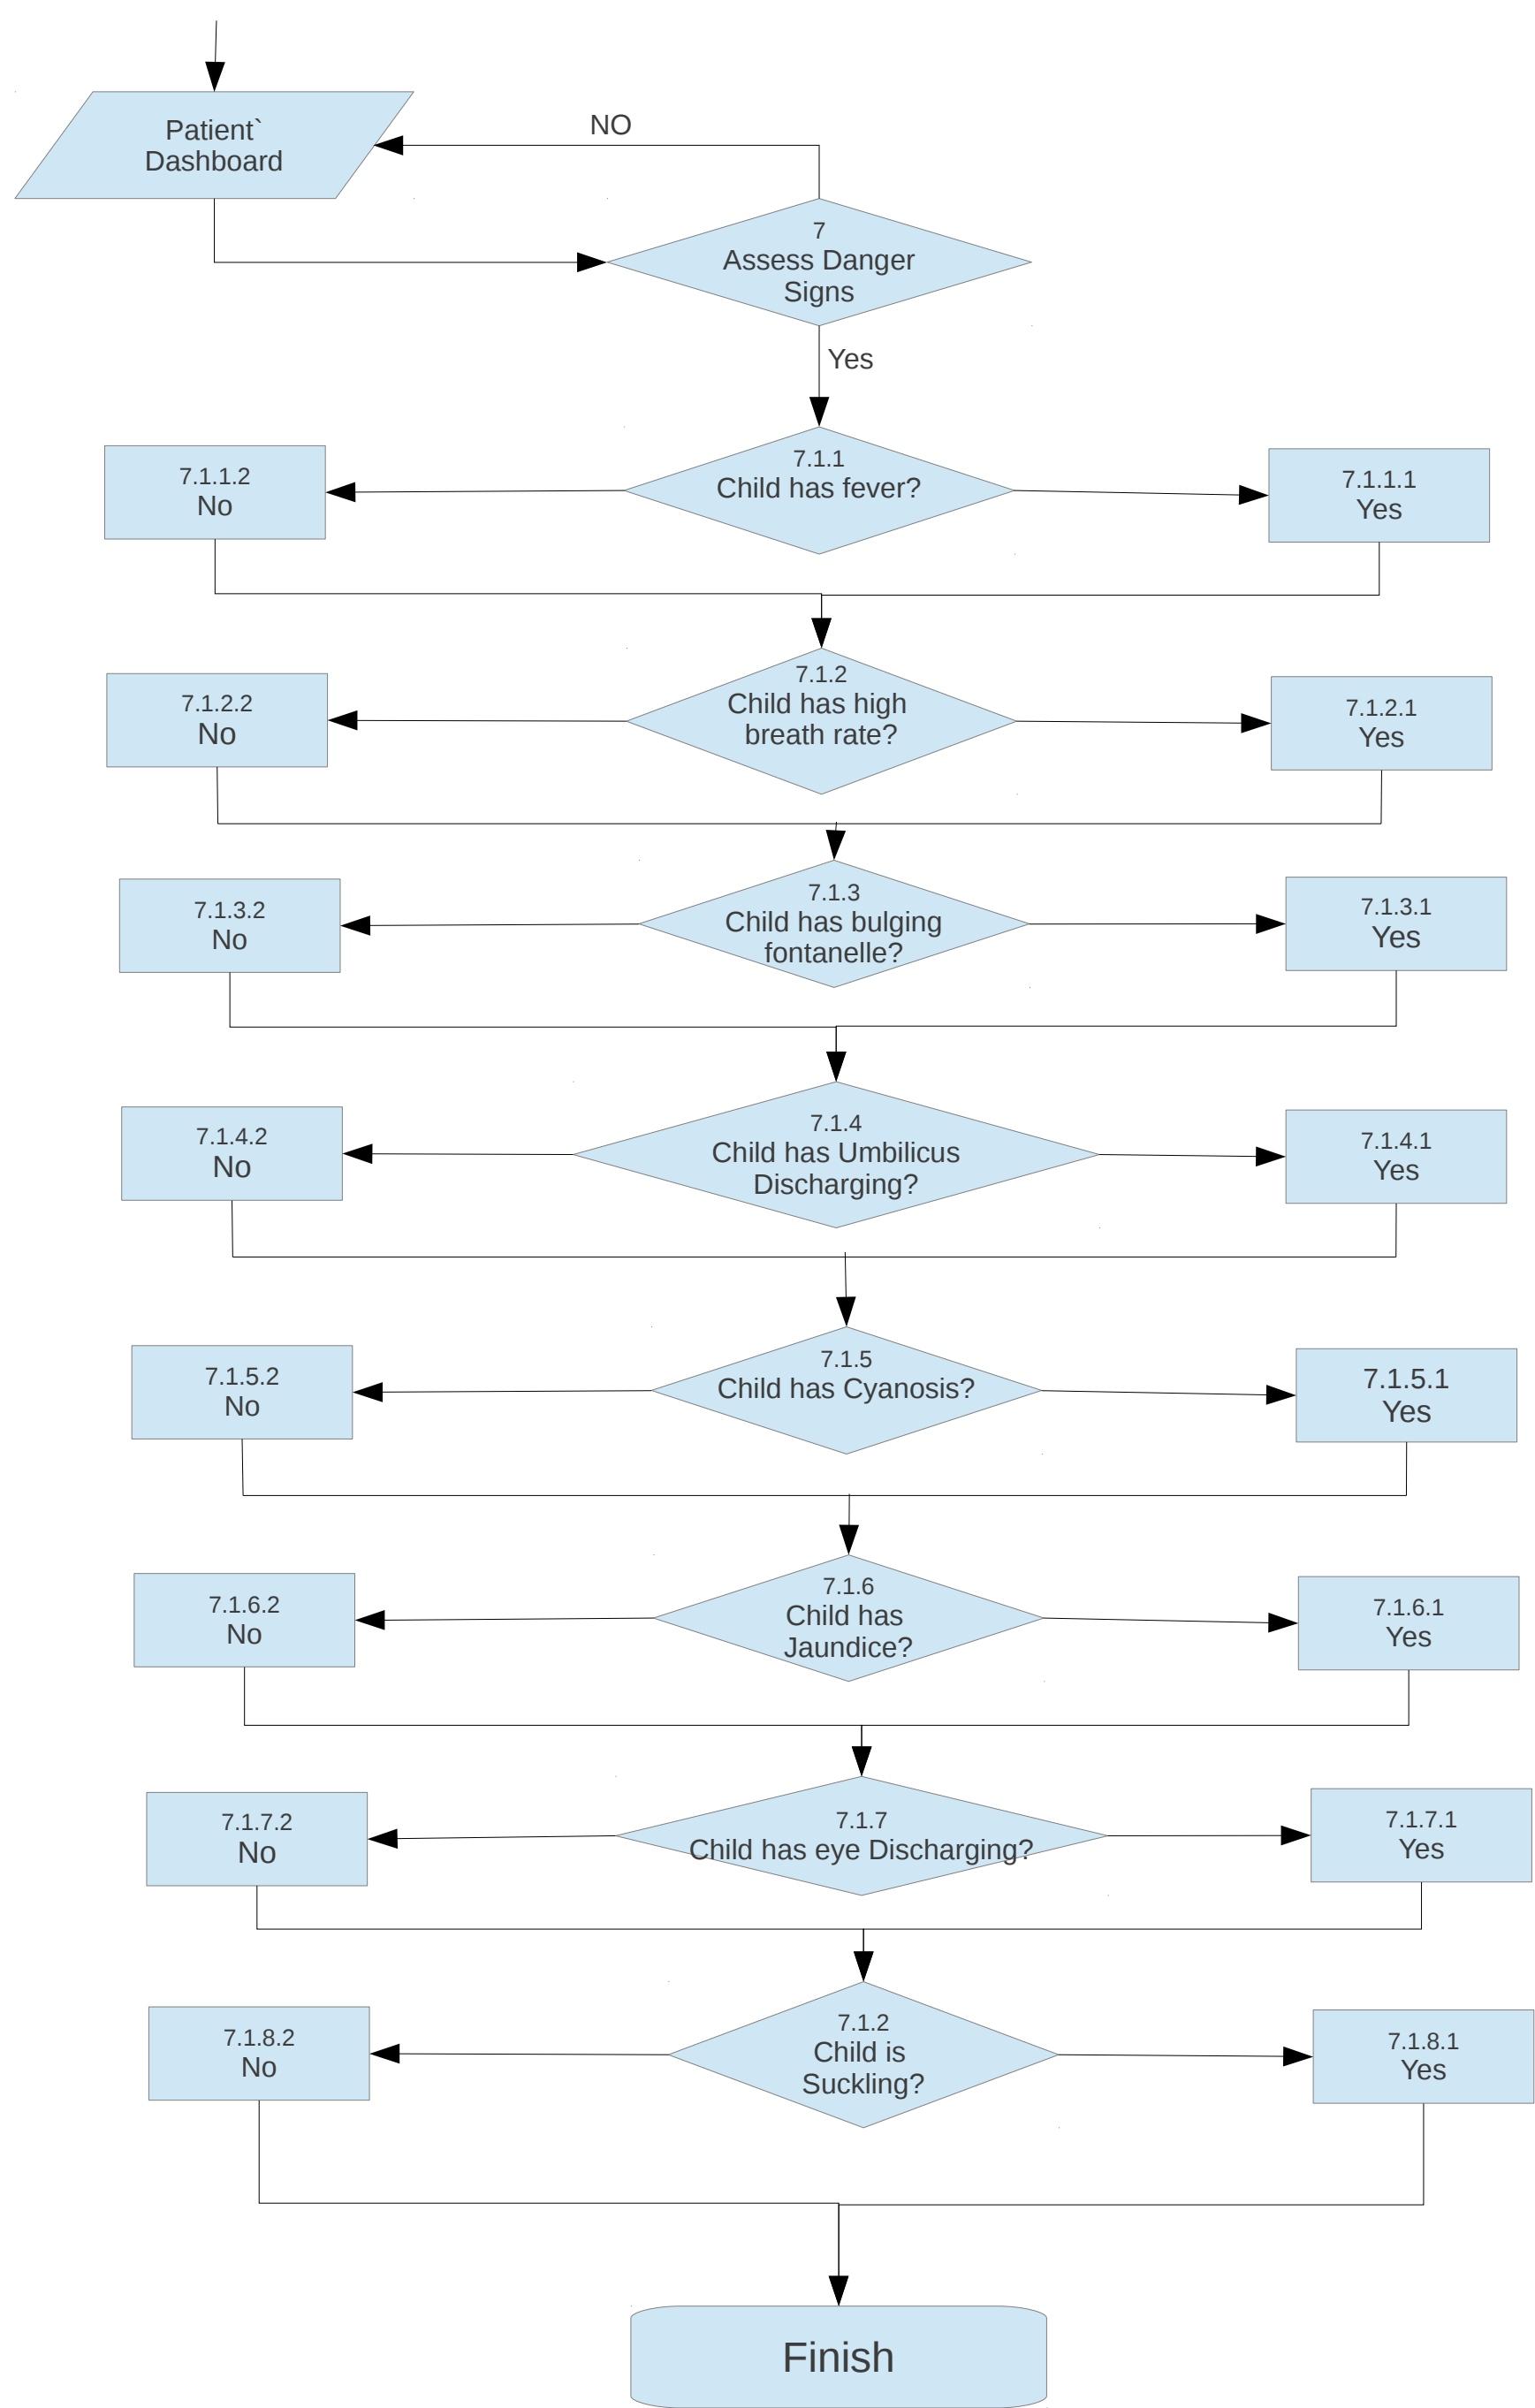 Patient`
Dashboard
NO
7
Assess Danger
Signs
Yes
7.1.1.2
No
7.1.1
Child has fever?
7.1.1.1
Yes
7.1.2.2
No
7.1.2
Child has high
breath rate?
7.1.2.1
Yes
7.1.3.2
No
7.1.3
Child has bulging
fontanelle?
7.1.3.1
Yes
7.1.4.2
No
7.1.4
Child has Umbilicus
Discharging?
7.1.4.1
Yes
7.1.5.2
No
7.1.5
Child has Cyanosis?
7.1.5.1
Yes
7.1.6.2
No
7.1.6
Child has
Jaundice?
7.1.6.1
Yes
7.1.7.2
No
7.1.7
Child has eye Discharging?
7.1.7.1
Yes
7.1.8.2
No
7.1.2
Child is
Suckling?
7.1.8.1
Yes
Finish